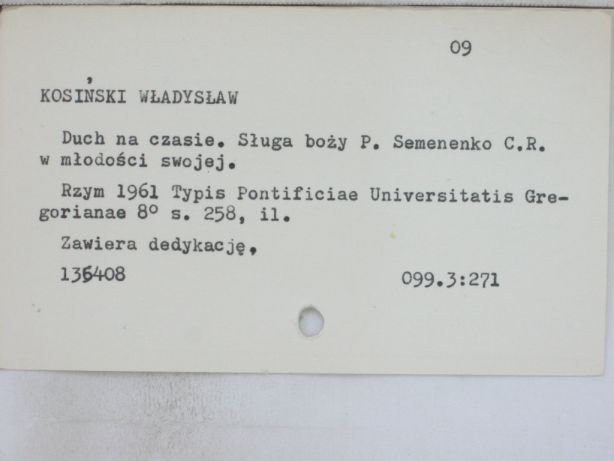 09
KOSIŃSKI WŁADYSŁAW
Duch na czasie. Sługa boży P. Semenenko C.R.
w młodości swojej.
Rzym 1961 Typis Pontificiae Universitatis Gre-
gorianae 8° s. 258, il.
Zawiera dedykację,
135408 099.3:271